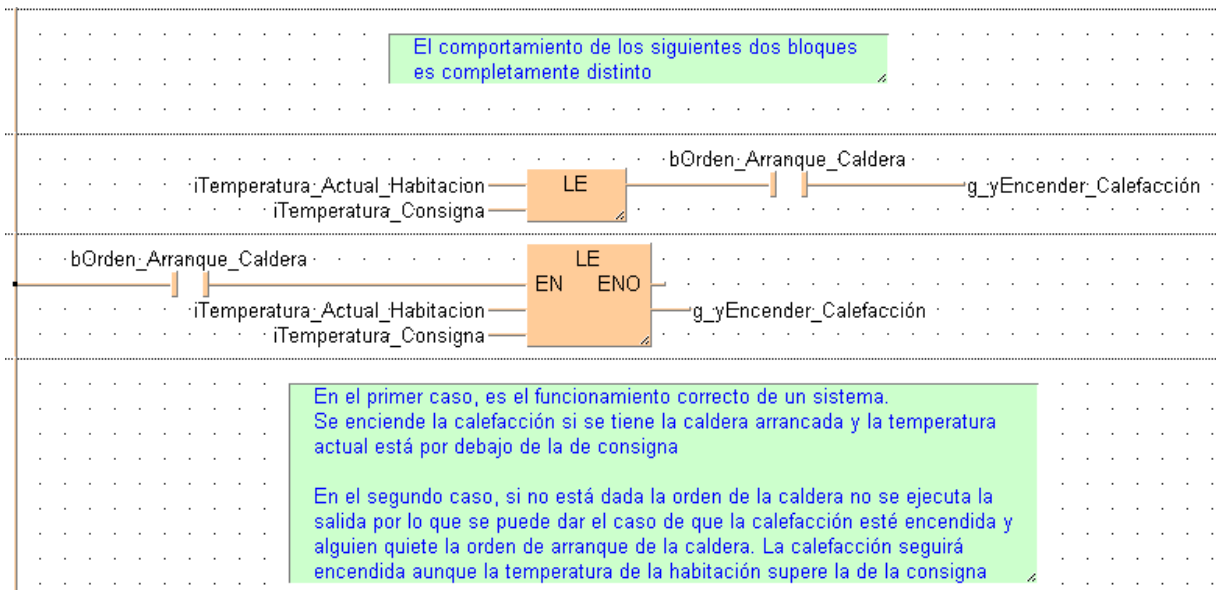 El comportamiento de los siguientes dos bloques
es completamente distinto
bOrden_Arranque_Caldera
iTemperatura_Actual_Habitacion
LE
g_yEncender_Calefacción
iTemperatura_Consigna
bOrden_Arranque_Caldera
LE
EN ENO
iTemperatura_Actual_Habitacion
g_yEncender_Calefacción
iTemperatura_Consigna
En el primer caso, es el funcionamiento correcto de un sistema.
Se enciende la calefacción si se tiene la caldera arrancada y la temperatura
actual está por debajo de la de consigna
En el segundo caso, si no está dada la orden de la caldera no se ejecuta la
salida por lo que se puede dar el caso de que la calefacción esté encendida y
alguien quiete la orden de arranque de la caldera. La calefacción seguirá
encendida aunque la temperatura de la habitación supere la de la consigna